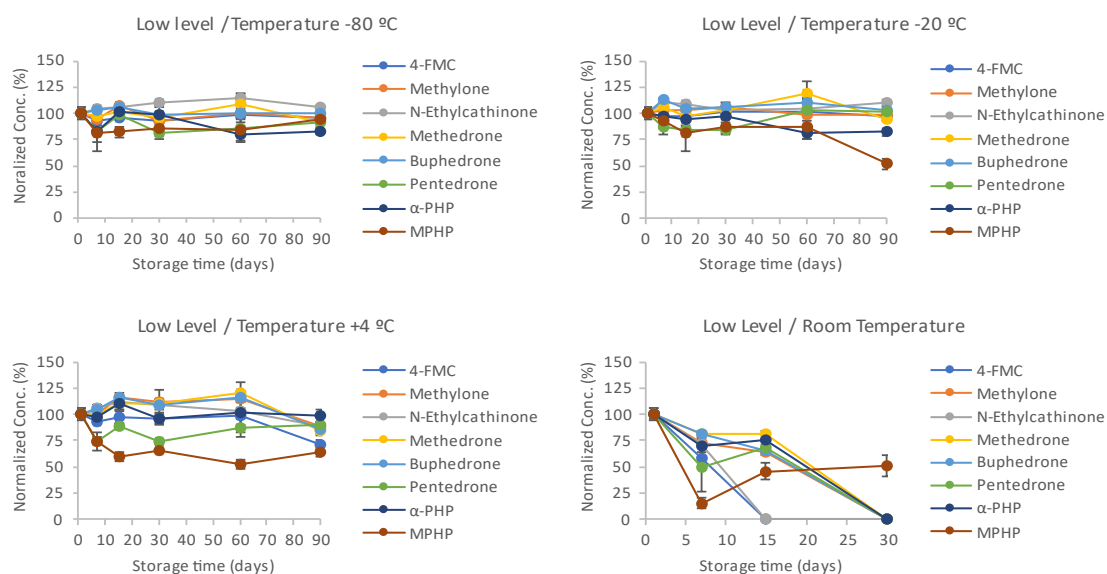 Low level / Temperature -80 ºC
Noralized Conc. (%)
150
125
100
75
50
25
0
0 10 20 30 40 50 60 70 80 90
Storage time (days)
4-FMC
Methylone
N-Ethylcathinone
Methedrone
Buphedrone
Pentedrone
α-PHP
MPHP
Low Level / Temperature -20 ºC
Normalized Conc. (%)
150
125
100
75
50
25
0
0 10 20 30 40 50 60 70 80 90
Storage time (days)
4-FMC
Methylone
N-Ethylcathinone
Methedrone
Buphedrone
Pentedrone
α-PHP
MPHP
Low Level / Temperature +4 ºC
Normalized Conc. (%)
150
125
100
75
50
25
0
0 10 20 30 40 50 60 70 80 90
Storage time (days)
4-FMC
Methylone
N-Ethylcathinone
Methedrone
Buphedrone
Pentedrone
α-PHP
MPHP
Low Level / Room Temperature
Normalized Conc. (%)
150
125
100
75
50
25
0
0 5 10 15 20 25 30
Storage time (days)
4-FMC
Methylone
N-Ethylcathinone
Methedrone
Buphedrone
Pentedrone
α-PHP
MPHP